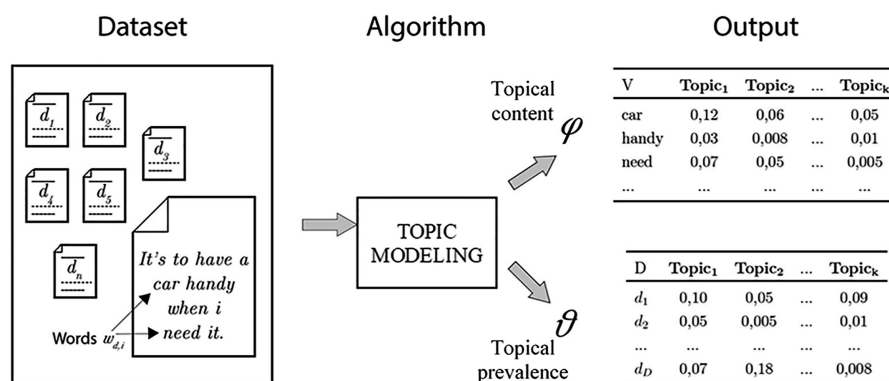 Dataset
Algorithm
Output
d1
d2
d3
d4
d5
dn
It's to have a
car handy
when i
need it.
Words wd,i
TOPIC
MODELING
Topical
content
φ
ϑ
Topical
prevalence
V Topic1 Topic2 ... Topick
car 0,12 0,06 ... 0,05
handy 0,03 0,008 ... 0,01
need 0,07 0,05 ... 0,005
... ... ... ...
D Topic1 Topic2 ... Topick
d1 0,10 0,05 ... 0,09
d2 0,05 0,005 ... 0,01
... ... ... ...
dD 0,07 0,18 ... 0,008